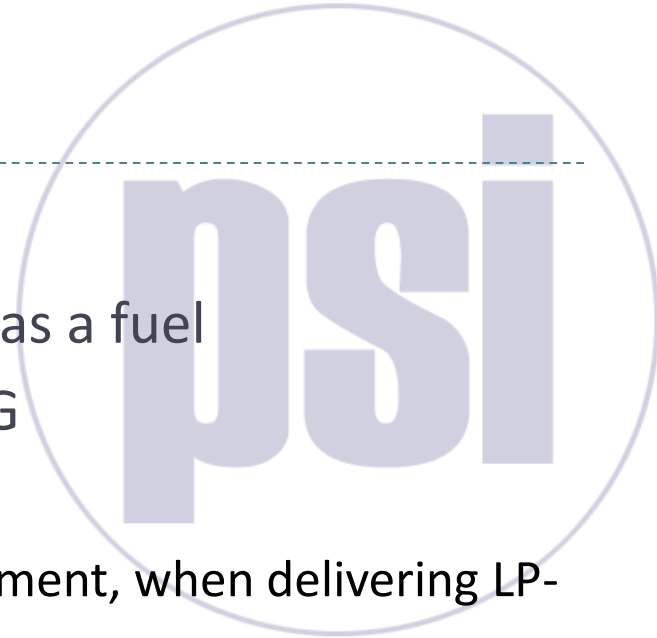 psi
as a fuel
G
ment, when delivering LP-